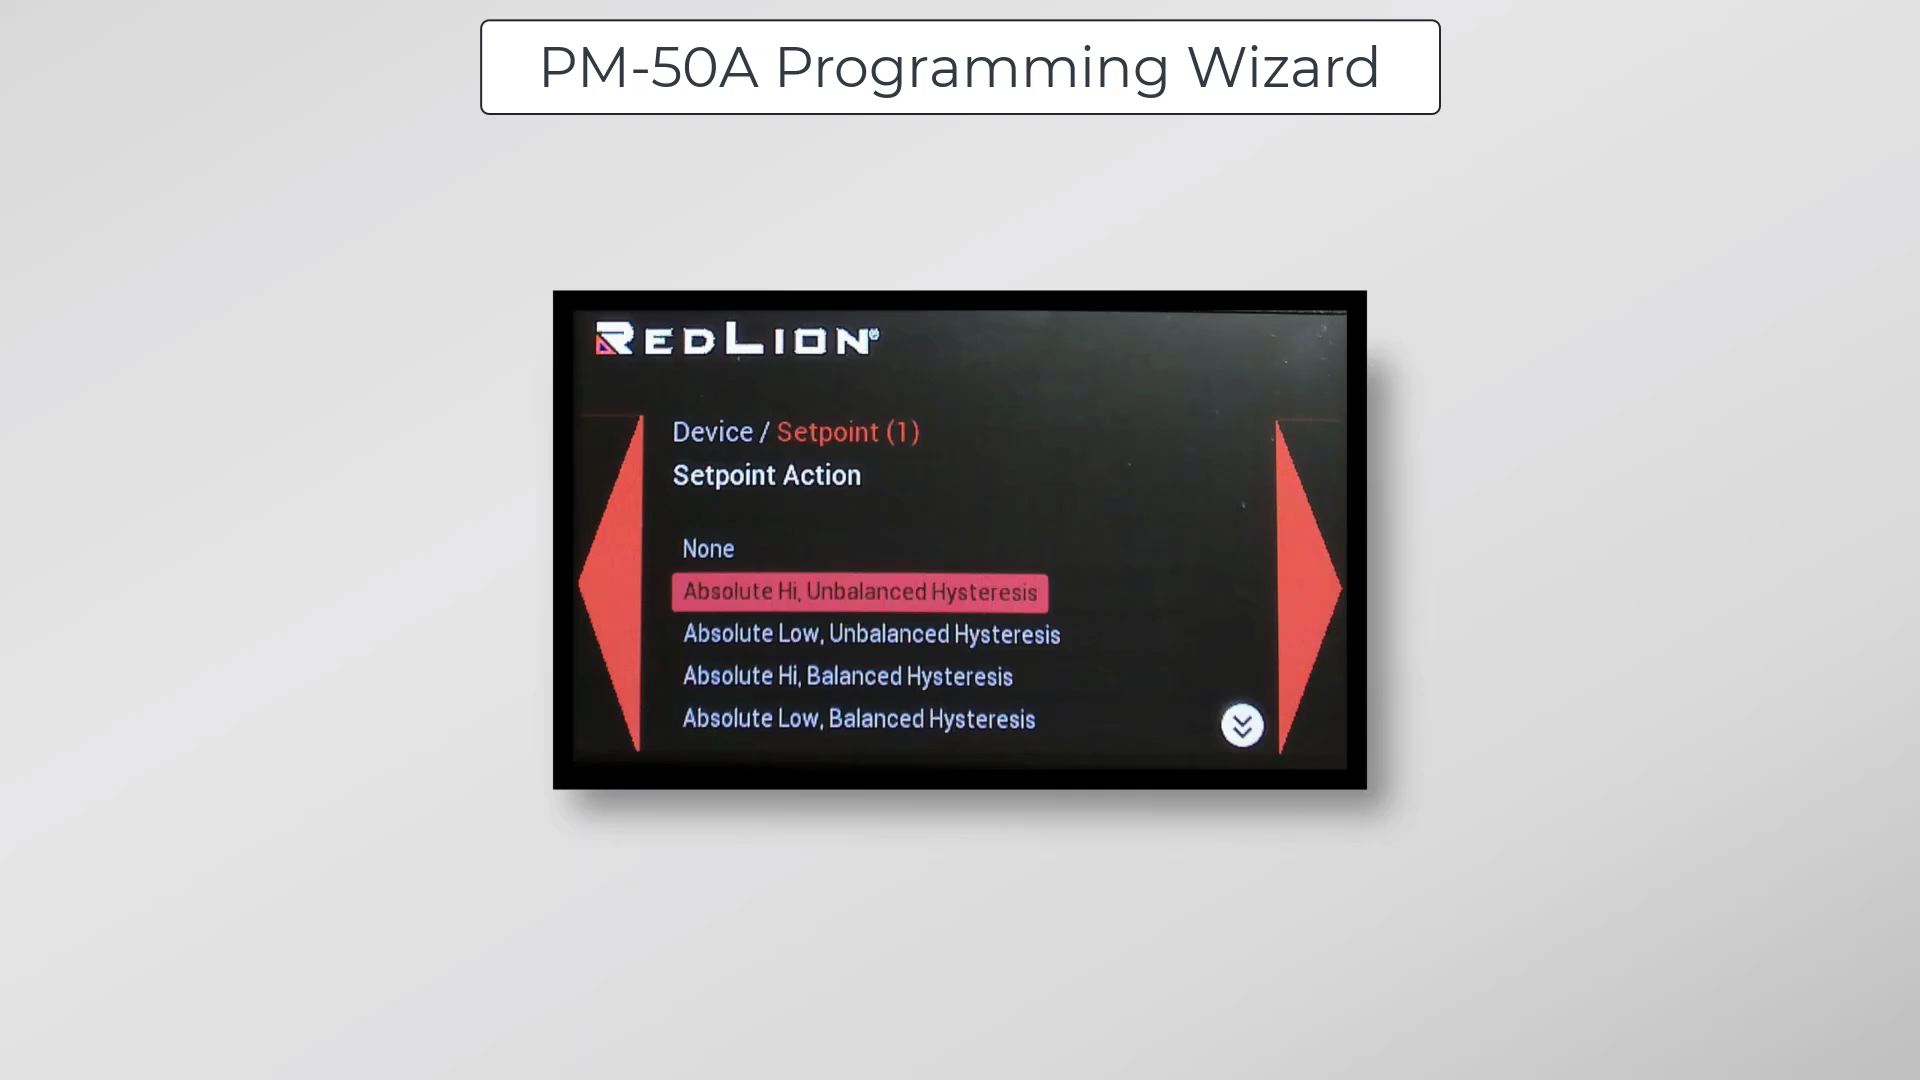 PM-50A Programming Wizard
REDLION®
Device / Setpoint (1)
Setpoint Action
None
Absolute Hi, Unbalanced Hysteresis
Absolute Low, Unbalanced Hysteresis
Absolute Hi, Balanced Hysteresis
Absolute Low, Balanced Hysteresis